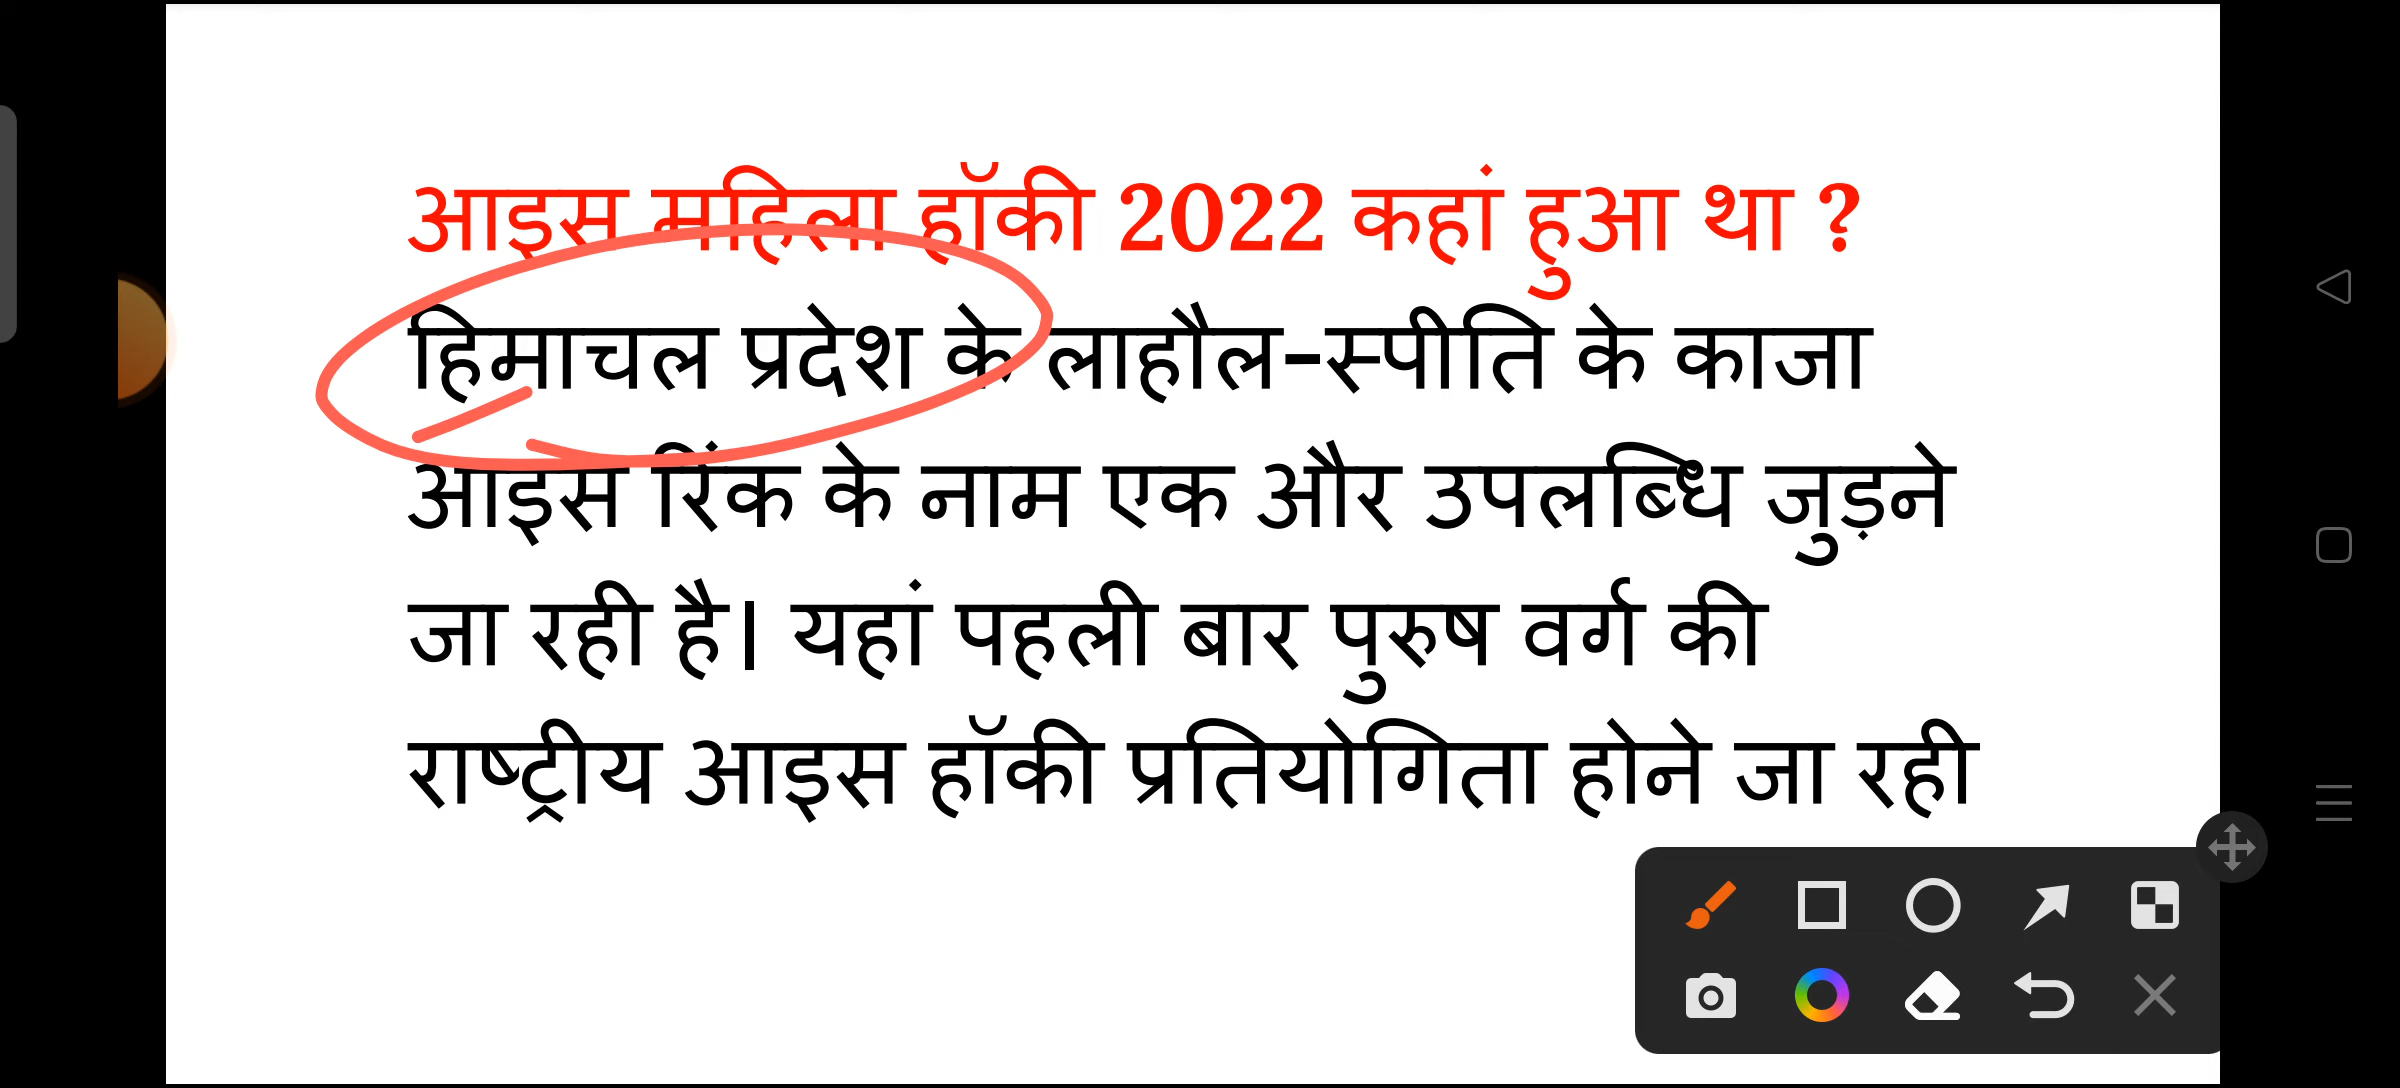 आइस महिला हॉकी 2022 कहां हुआ था ?
हिमाचल प्रदेश के लाहौल-स्पीति के काजा
आइस रिंक के नाम एक और उपलब्धि जुड़ने
जा रही है। यहां पहली बार पुरुष वर्ग की
राष्ट्रीय आइस हॉकी प्रतियोगिता होने जा रही